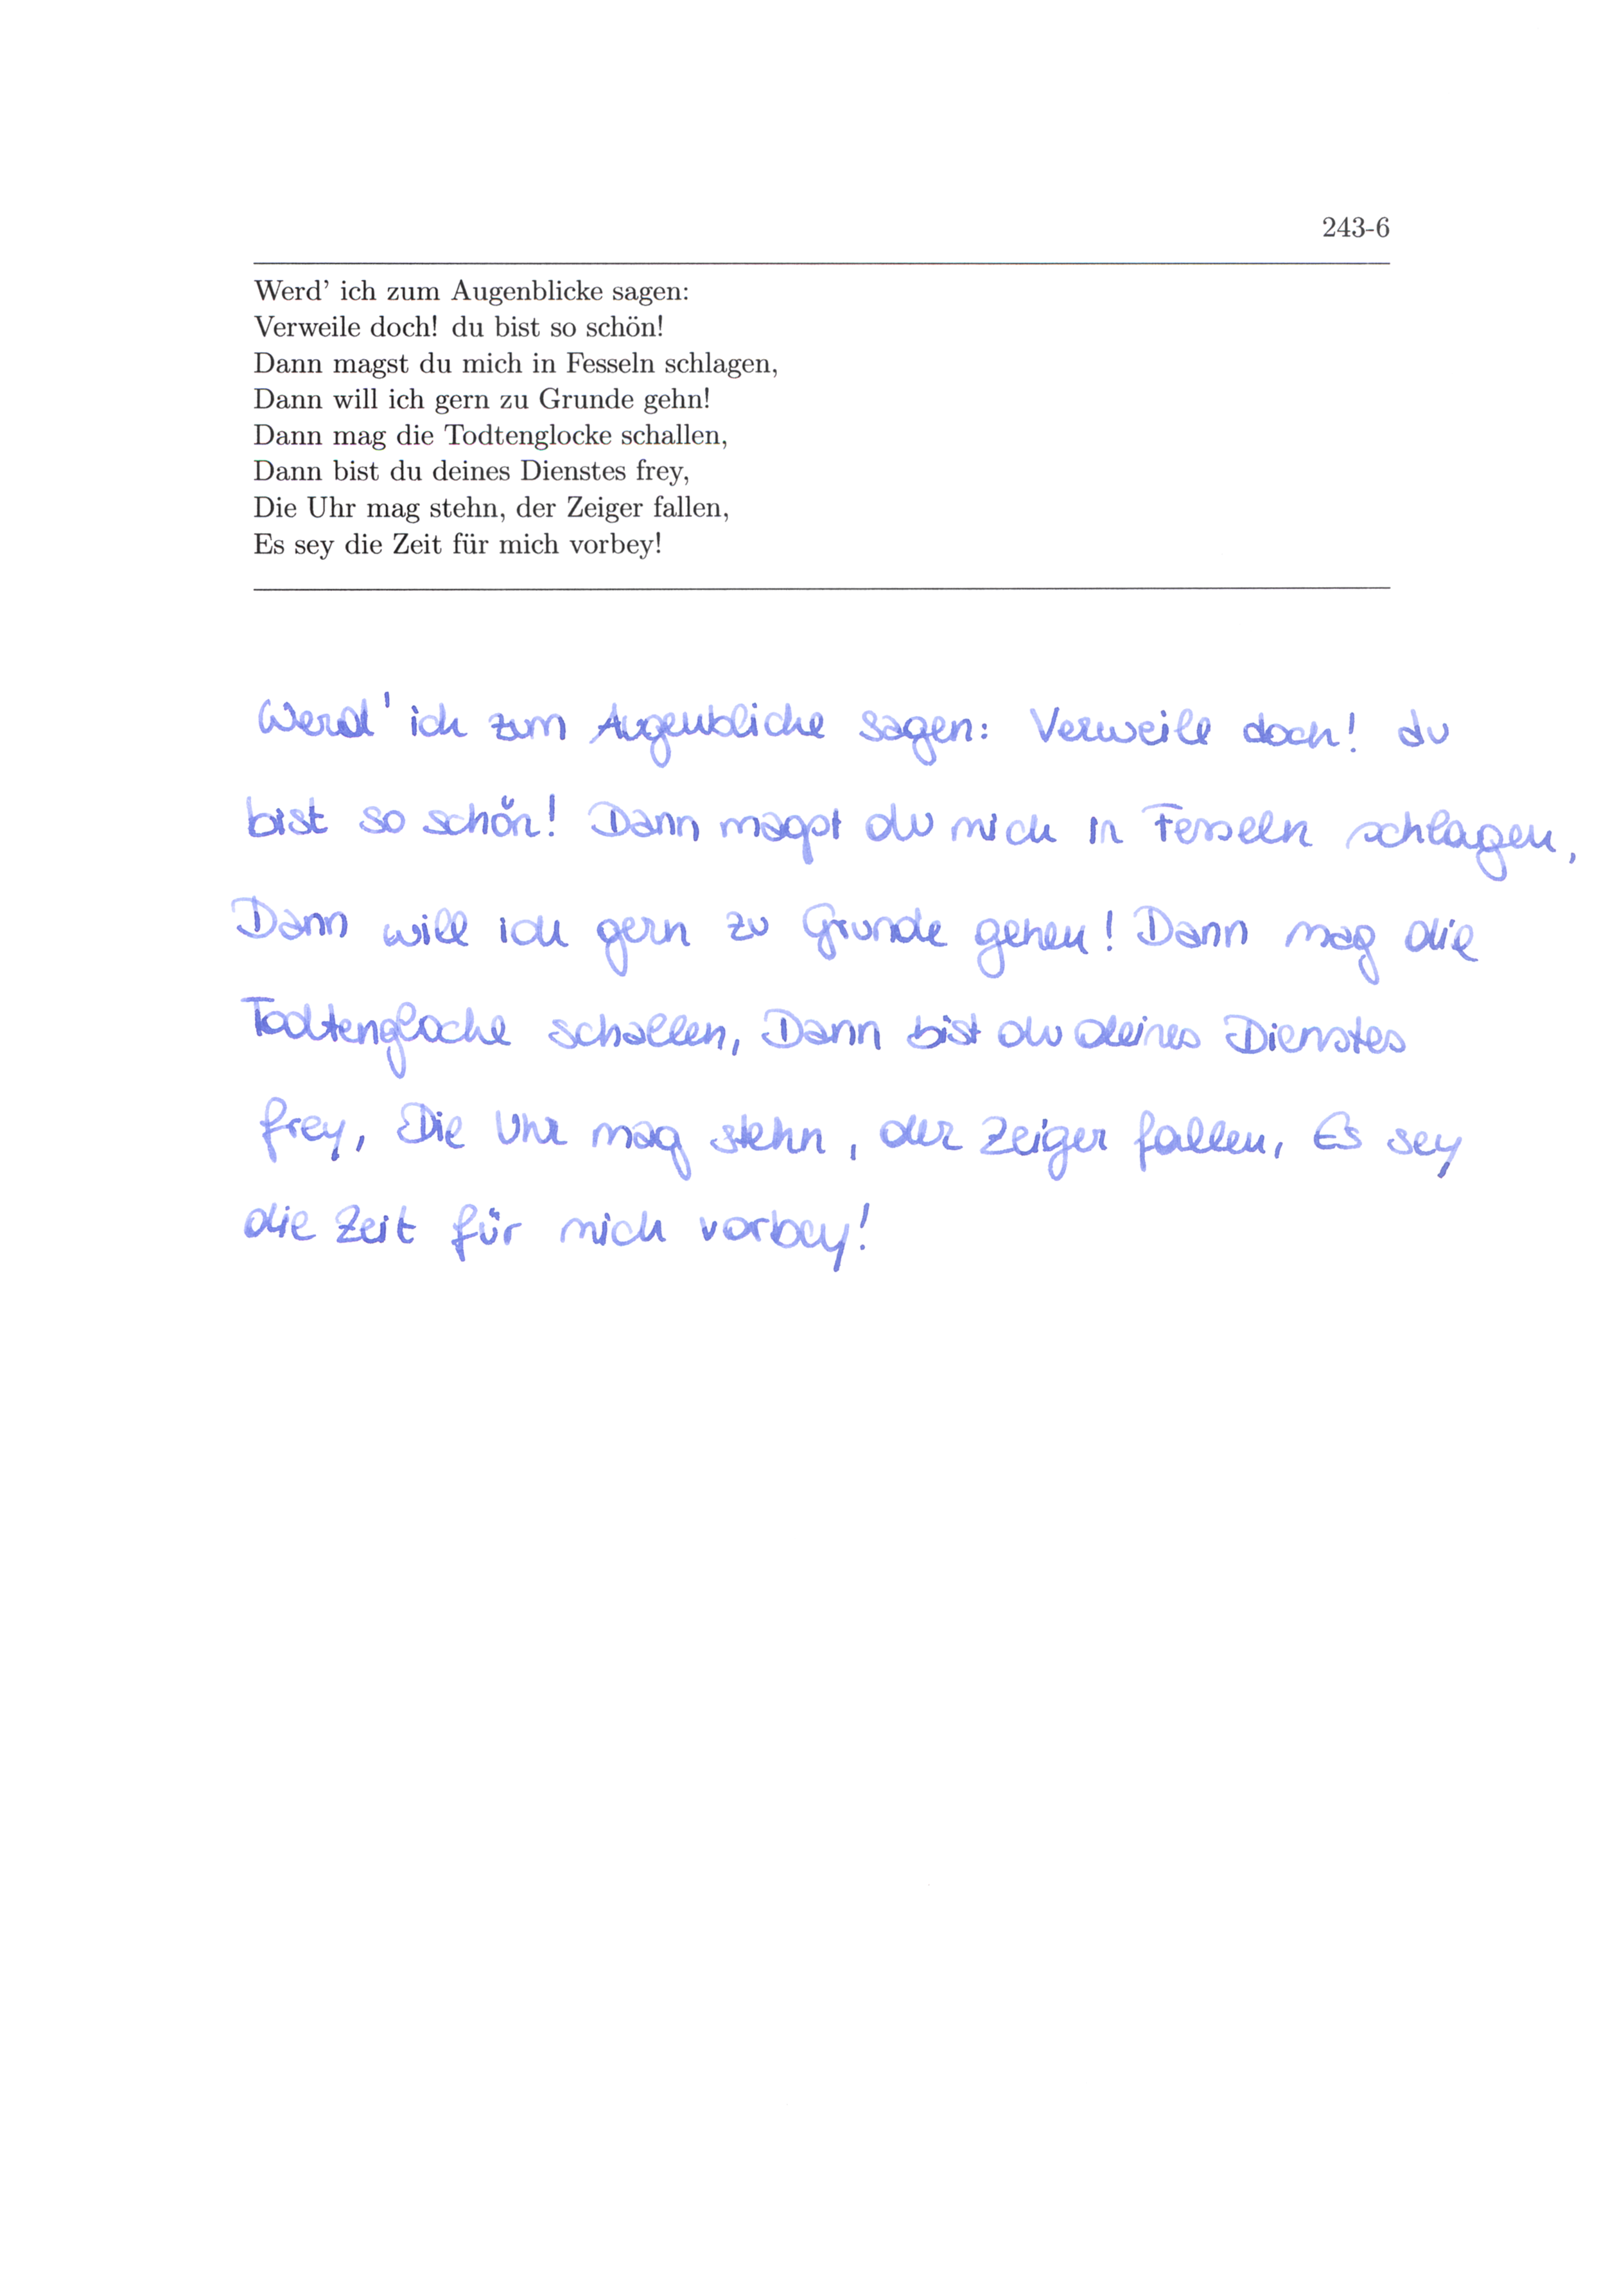 243-6
Werd' ich zum Augenblicke sagen:
Verweile doch! du bist so schön!
Dann magst du mich in Fesseln schlagen,
Dann will ich gern zu Grunde gehn!
Dann mag die Todtenglocke schallen,
Dann bist du deines Dienstes frey,
Die Uhr mag stehn, der Zeiger fallen,
Es sey die Zeit für mich vorbey!
Werd' ich zum Augenblicke sagen: Verweile doch! du
bist so schön! Dann magst du mich in Fesseln schlagen,
Dann will ich gern zu Grunde gehen! Dann mag die
Todtenglocke schallen, Dann bist du deines Dienstes
frey, Die Uhr mag stehn, der Zeiger fallen, Es sey
die Zeit für mich vorbey!